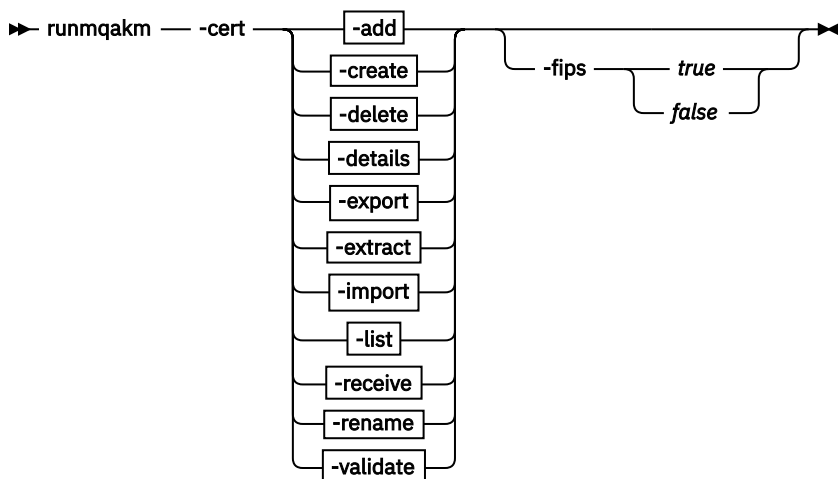 runmqakm -cert -add
-create -fips true
-delete false
-details
-export
-extract
-import
-list
-receive
-rename
-validate